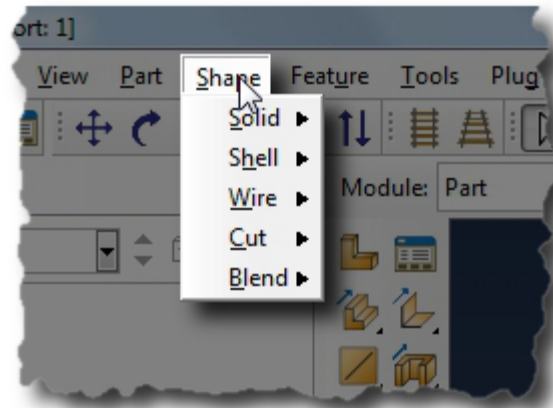 ort: 1]
View Part Shape Feature Tools Plug
Solid
Shell
Module: Part
Wire
Cut
Blend